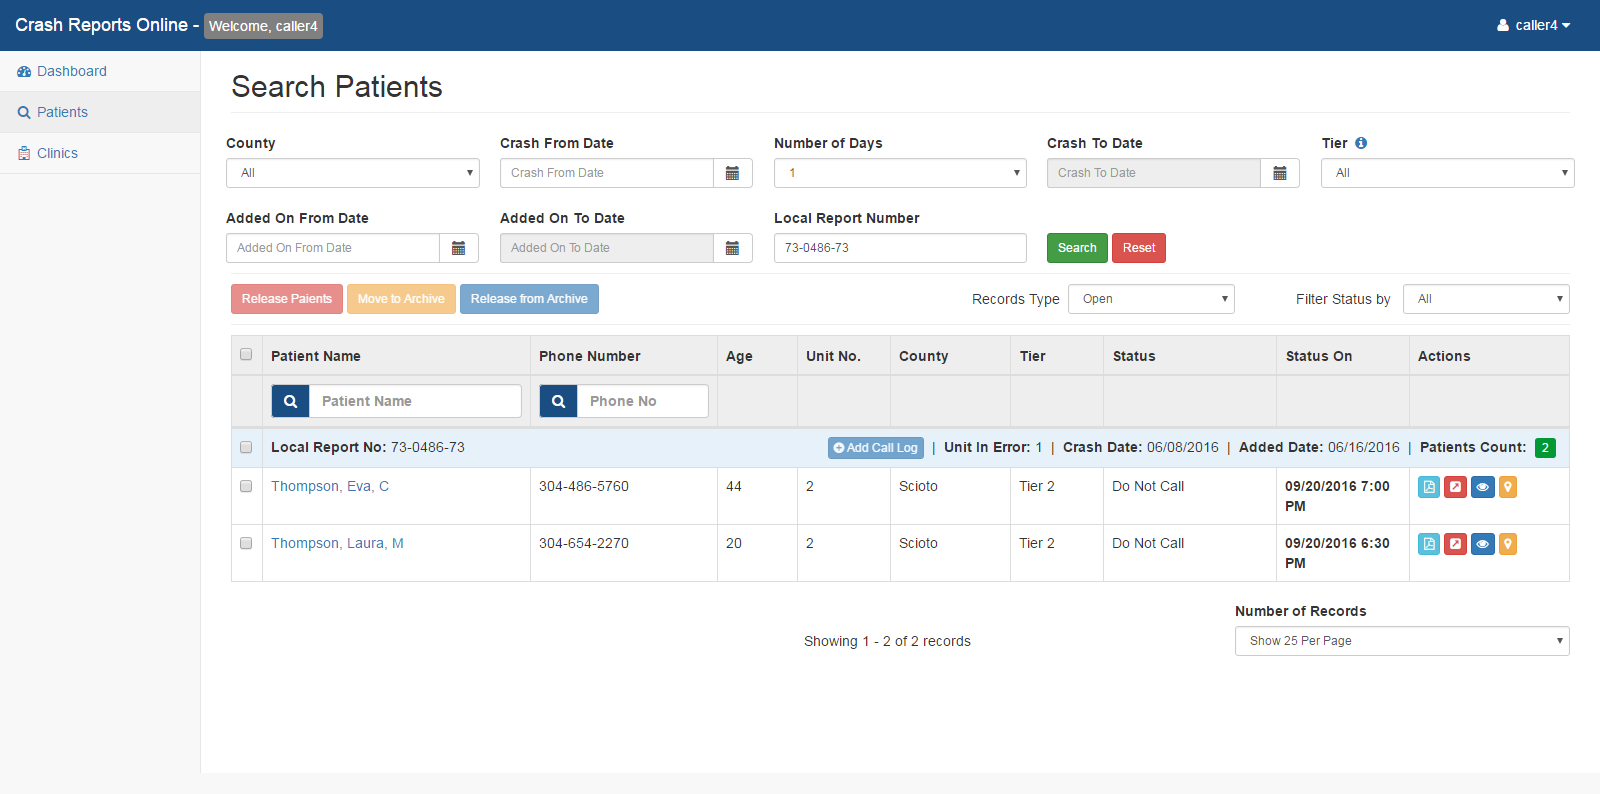 Crash Reports Online - Welcome, caller4
caller4
Dashboard
Patients
Clinics
Search Patients
County Crash From Date Number of Days Crash To Date Tier
All Crash From Date 1 Crash To Date All
Added On From Date Added On To Date Local Report Number
Added On From Date Added On To Date 73-0486-73 Search Reset
Release Paients Move to Archive Release from Archive Records Type Open Filter Status by All
Patient Name Phone Number Age Unit No. County Tier Status Status On Actions
Patient Name Phone No
Local Report No: 73-0486-73 Add Call Log | Unit In Error: 1 | Crash Date: 06/08/2016 | Added Date: 06/16/2016 | Patients Count: 2
Thompson, Eva, C 304-486-5760 44 2 Scioto Tier 2 Do Not Call 09/20/2016 7:00
PM
Thompson, Laura, M 304-654-2270 20 2 Scioto Tier 2 Do Not Call 09/20/2016 6:30
PM
Number of Records
Showing 1 - 2 of 2 records Show 25 Per Page